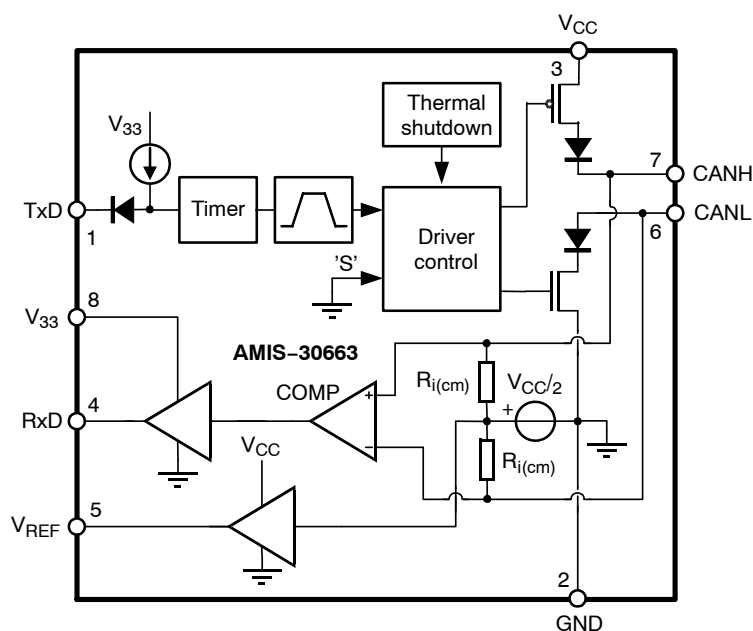 VCC
3
Thermal
shutdown
V33
7
CANH
TxD
1
Timer
Driver
control
6
CANL
'S'
8
V33
AMIS−30663
COMP
+
Ri(cm)
VCC/2
+
RxD
4
−
Ri(cm)
VCC
VREF
5
2
GND